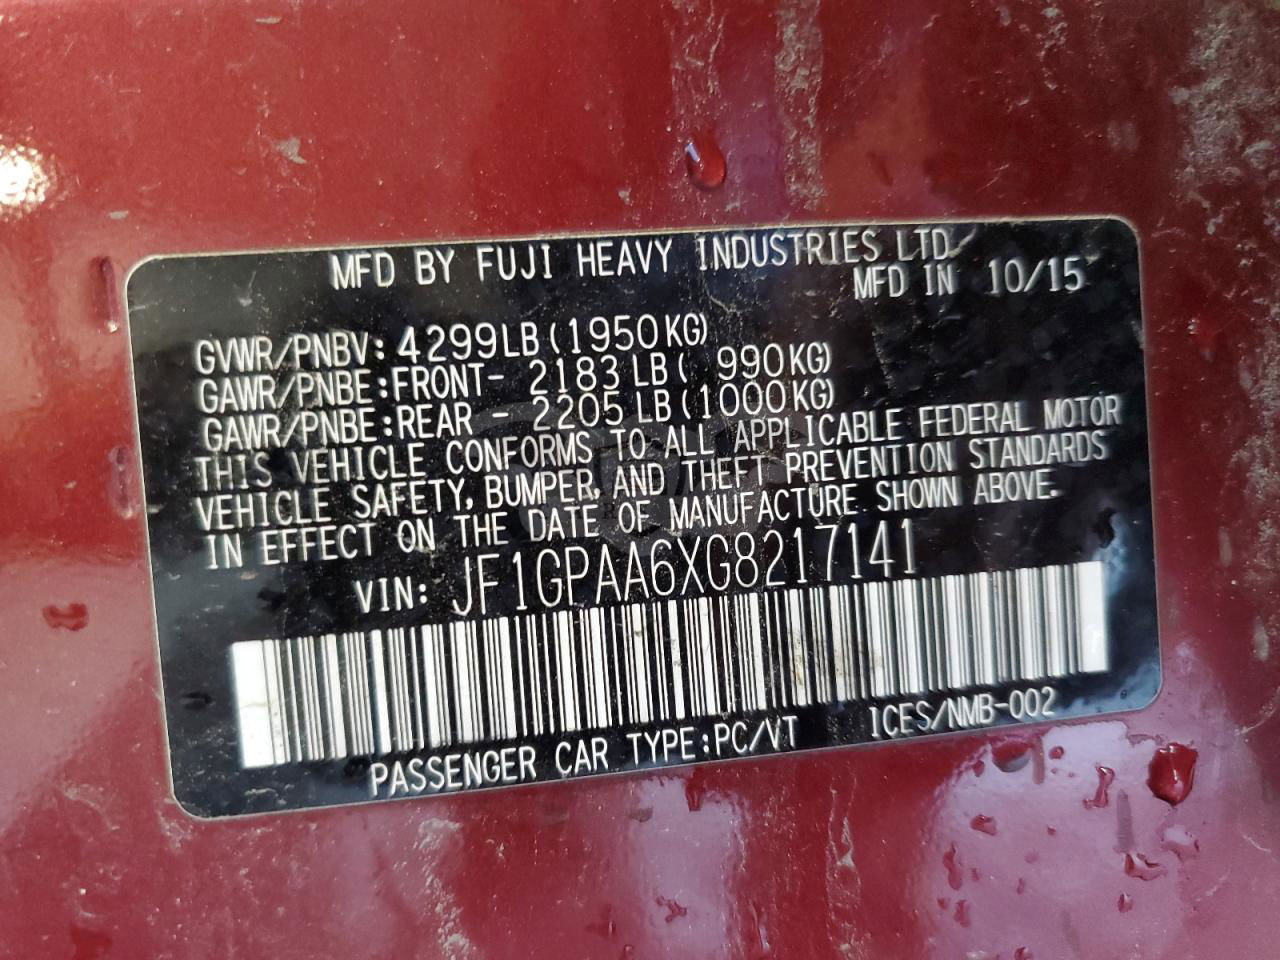 MFD BY FUJI HEAVY INDUSTRIES LTD.
MFD IN 10/15
GVWR/PNBV: 4299LB (1950KG)
GAWR/PNBE:FRONT- 2183 LB ( 990KG)
GAWR/PNBE:REAR - 2205 LB (1000KG)
THIS VEHICLE CONFORMS TO ALL APPLICABLE FEDERAL MOTOR
VEHICLE SAFETY, BUMPER, AND THEFT PREVENTION STANDARDS
IN EFFECT ON THE DATE OF MANUFACTURE SHOWN ABOVE.
VIN: JF1GPAA6XG8217141
PASSENGER CAR TYPE:PC/VT ICES/NMB-002